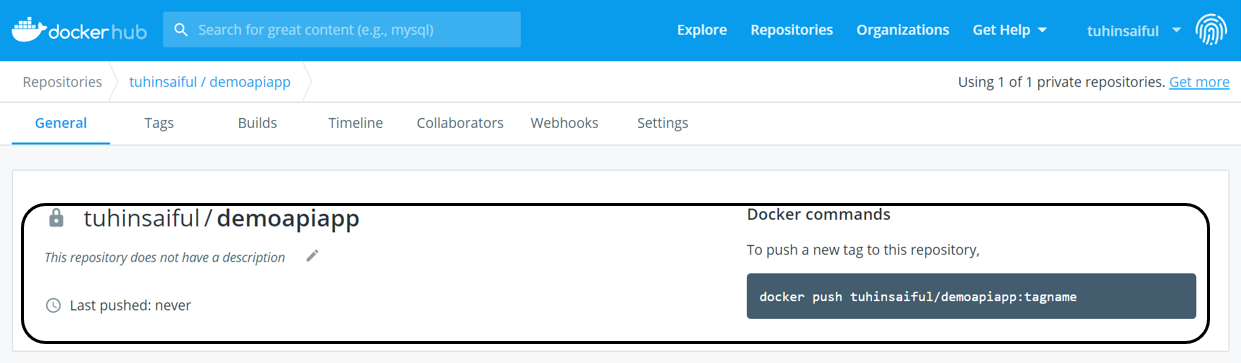 dockerhub Search for great content (e.g., mysql) Explore Repositories Organizations Get Help tuhinsaiful
Repositories tuhinsaiful / demoapiapp Using 1 of 1 private repositories. Get more
General Tags Builds Timeline Collaborators Webhooks Settings
tuhinsaiful / demoapiapp
This repository does not have a description
Last pushed: never
Docker commands
To push a new tag to this repository,
docker push tuhinsaiful/demoapiapp:tagname